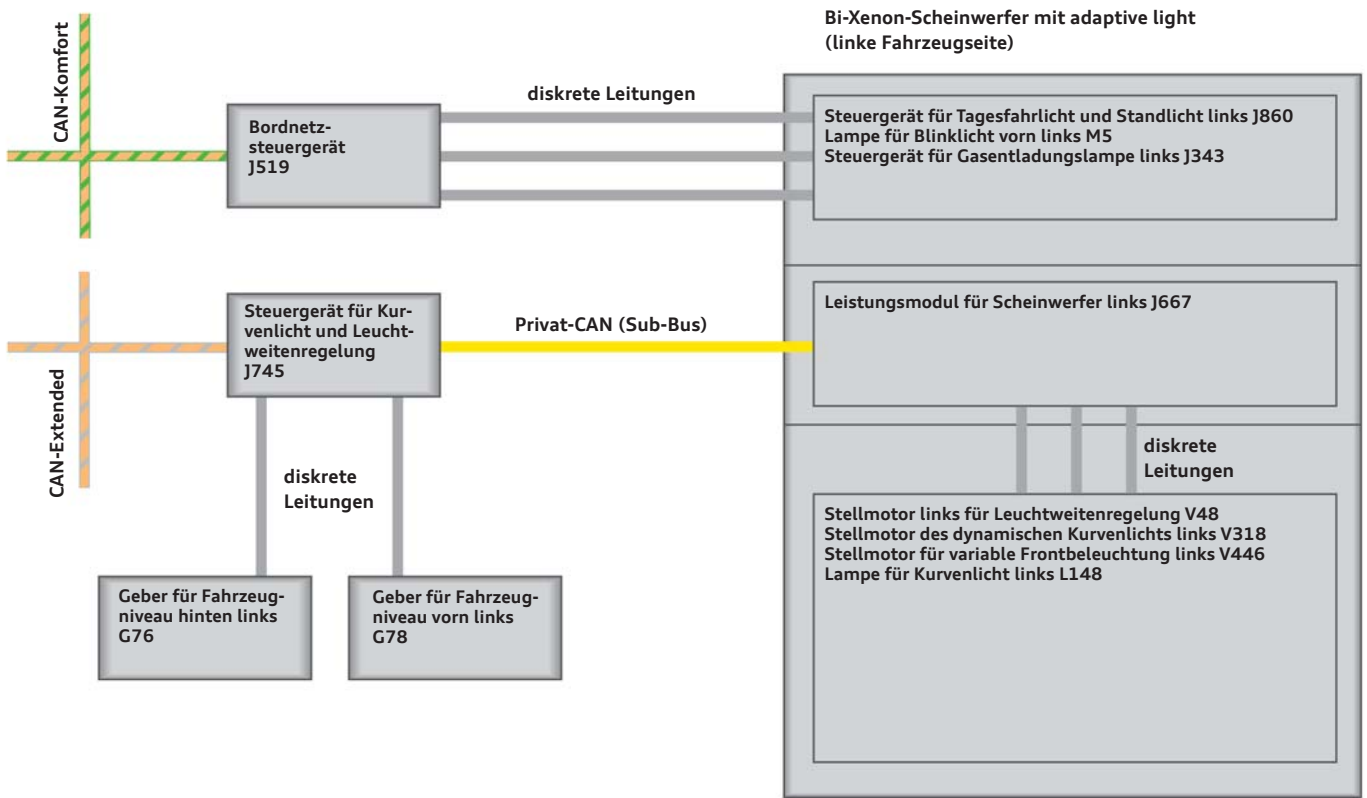 Bi-Xenon-Scheinwerfer mit adaptive light
(linke Fahrzeugseite)
CAN-Komfort
diskrete Leitungen
Bordnetz-
steuergerät
J519
Steuergerät für Tagesfahrlicht und Standlicht links J860
Lampe für Blinklicht vorn links M5
Steuergerät für Gasentladungslampe links J343
CAN-Extended
Steuergerät für Kur-
venlicht und Leucht-
weitenregelung
J745
Privat-CAN (Sub-Bus)
Leistungsmodul für Scheinwerfer links J667
diskrete
Leitungen
diskrete
Leitungen
Stellmotor links für Leuchtweitenregelung V48
Stellmotor des dynamischen Kurvenlichts links V318
Stellmotor für variable Frontbeleuchtung links V446
Lampe für Kurvenlicht links L148
Geber für Fahrzeug-
niveau hinten links
G76
Geber für Fahrzeug-
niveau vorn links
G78